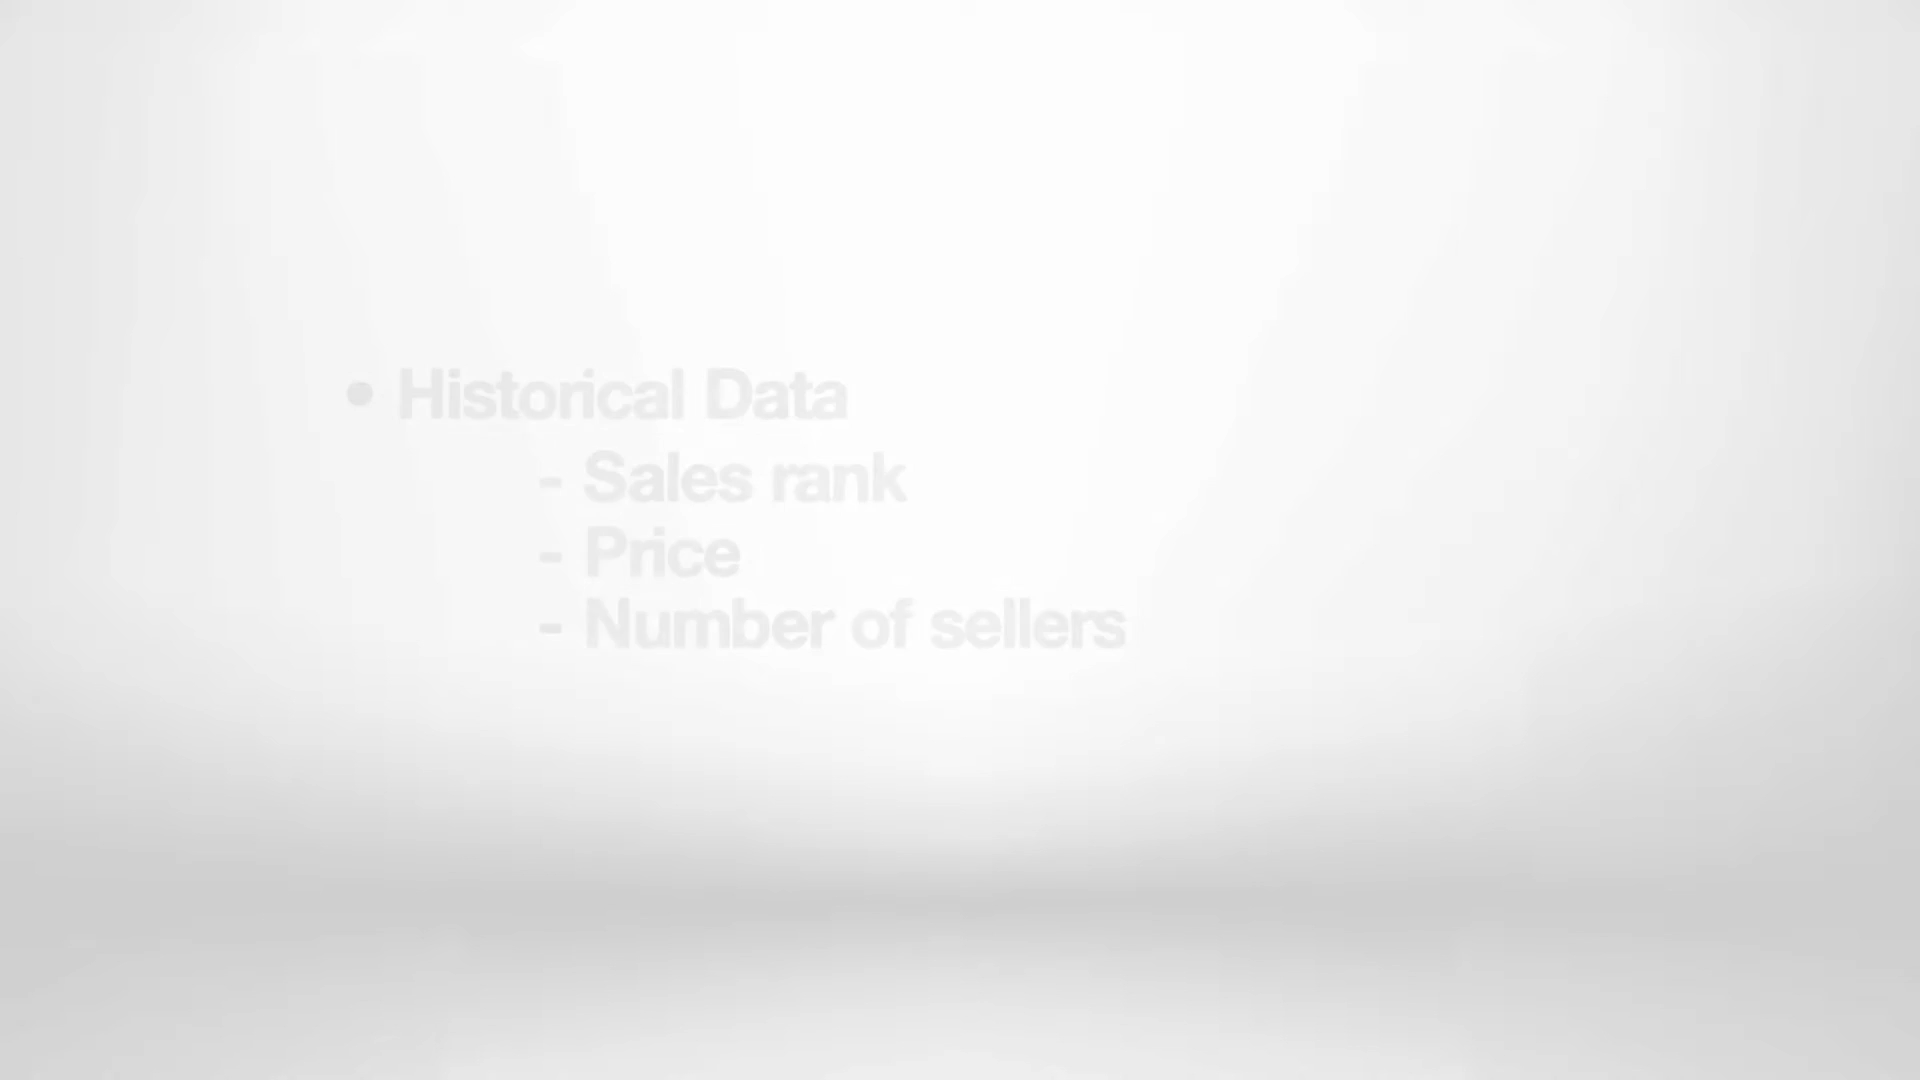 • Historical Data
- Sales rank
- Price
- Number of sellers